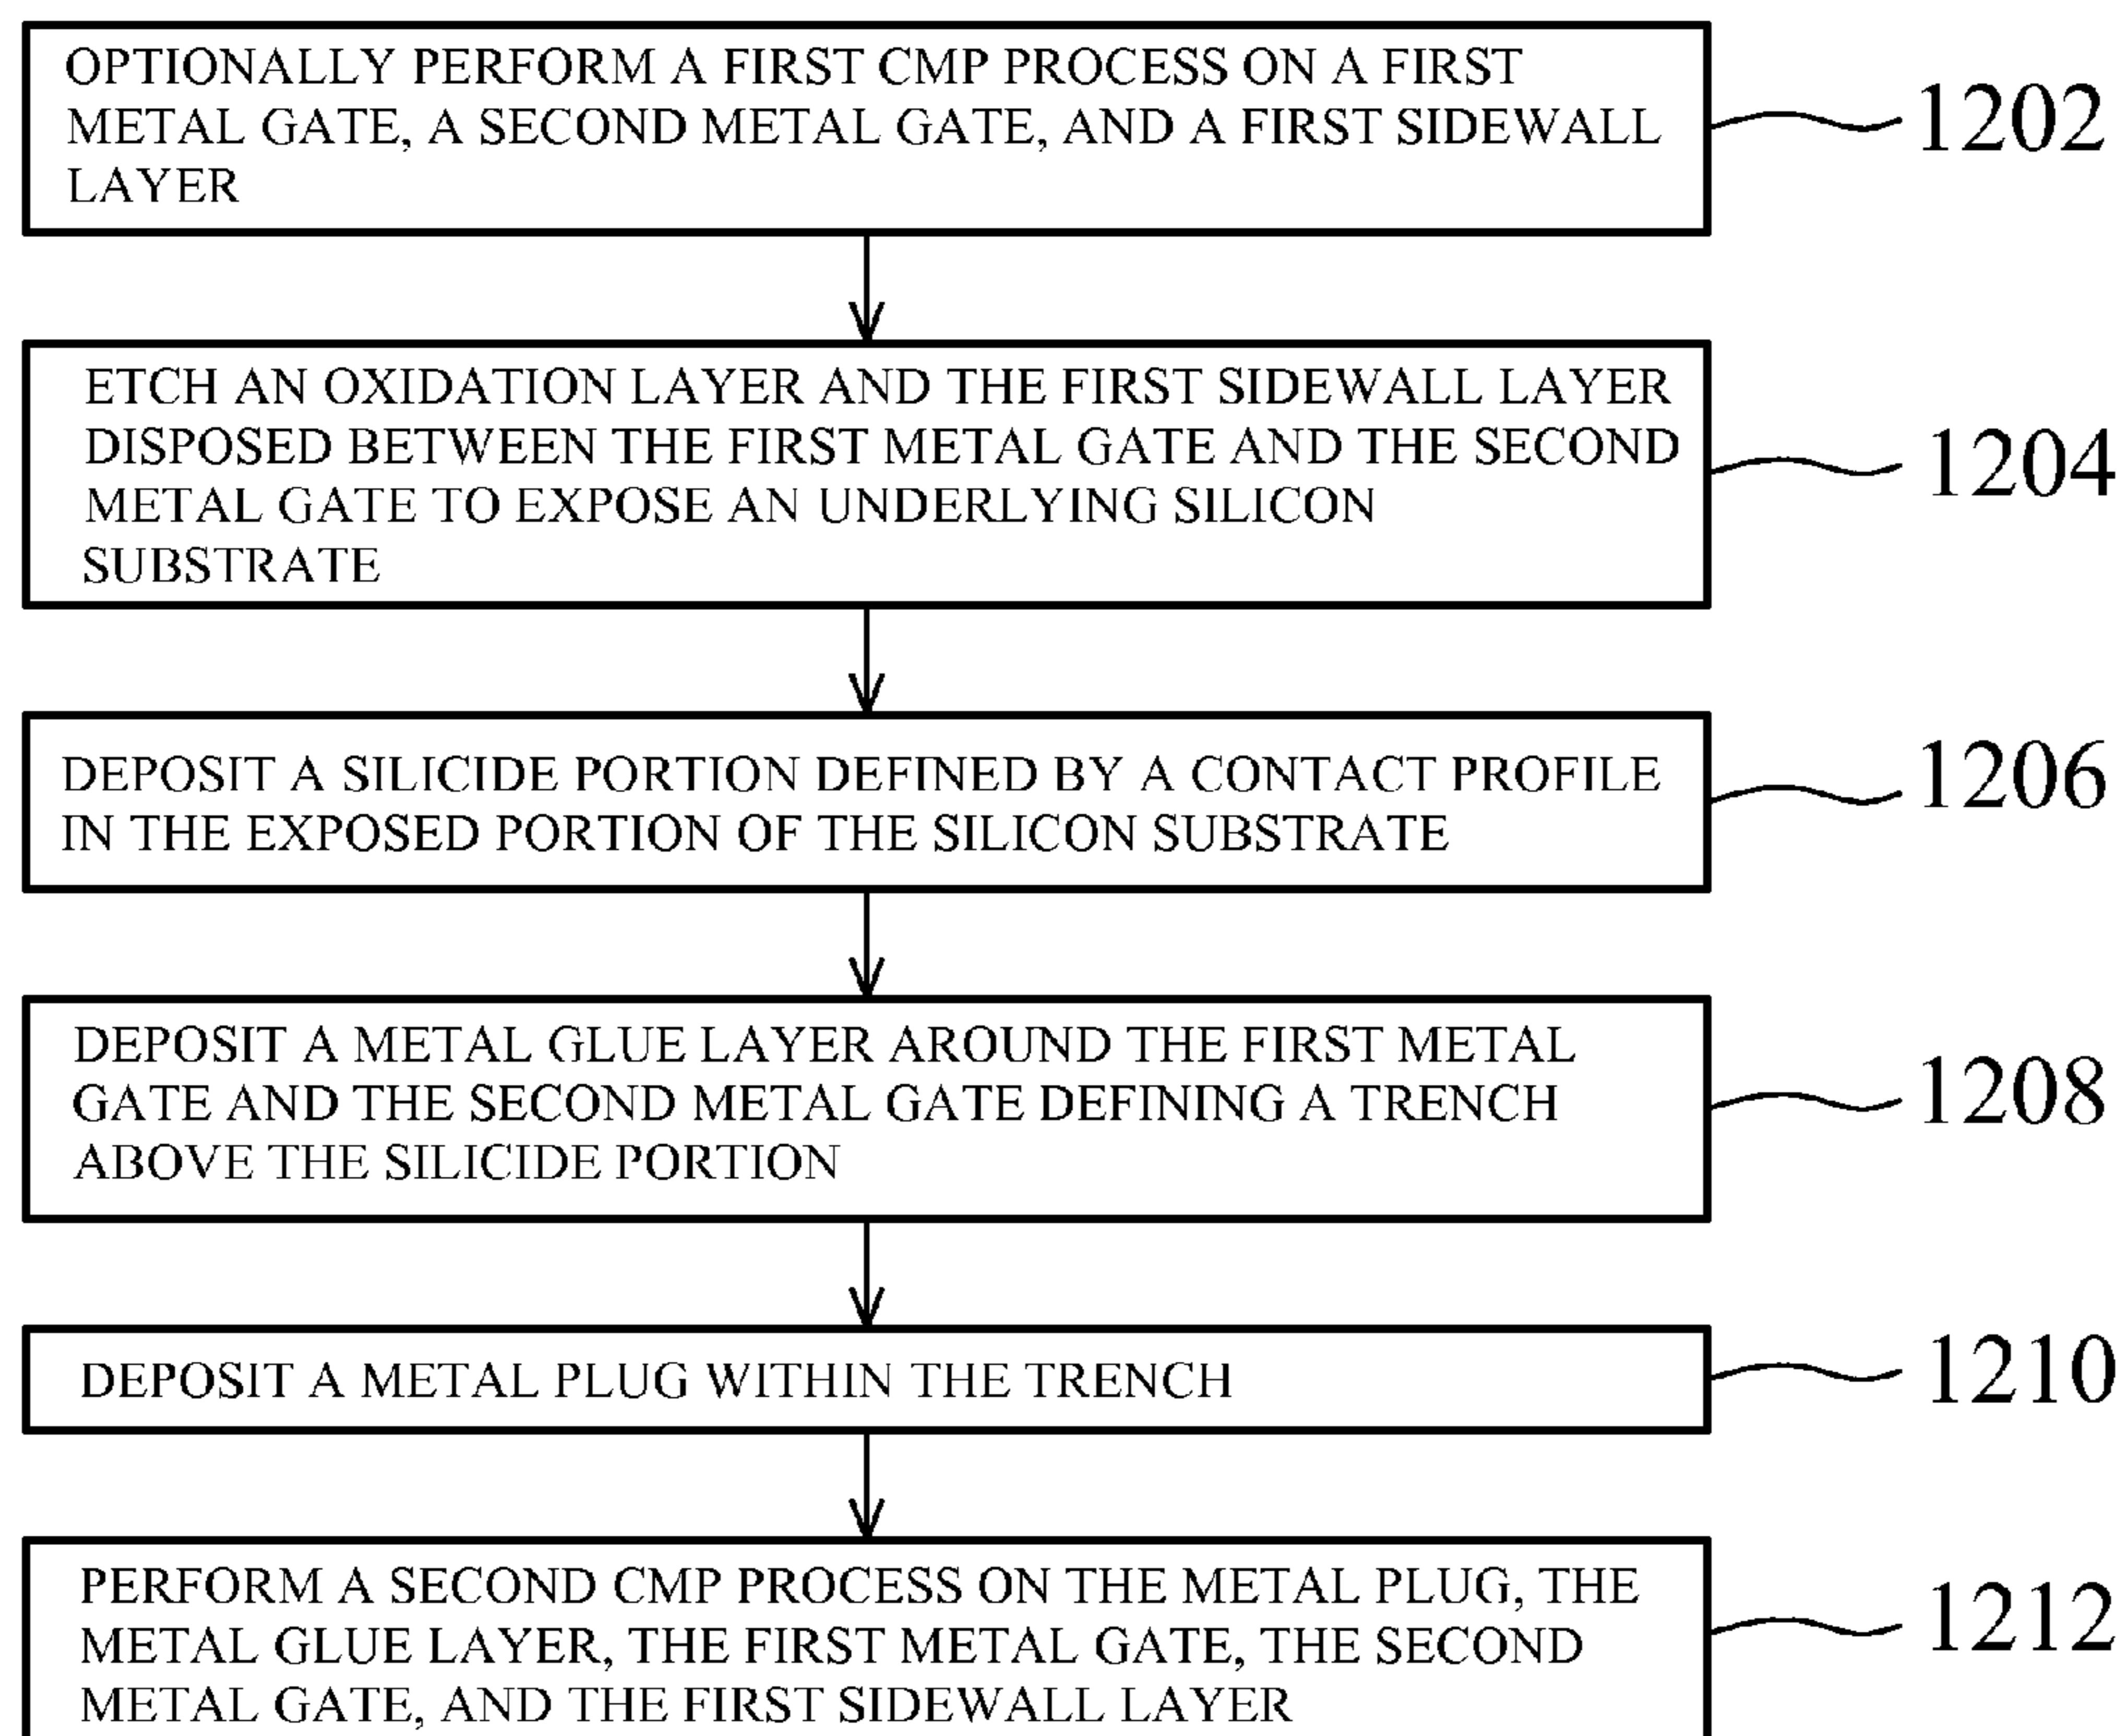 OPTIONALLY PERFORM A FIRST CMP PROCESS ON A FIRST
METAL GATE, A SECOND METAL GATE, AND A FIRST SIDEWALL
LAYER
1202
ETCH AN OXIDATION LAYER AND THE FIRST SIDEWALL LAYER
DISPOSED BETWEEN THE FIRST METAL GATE AND THE SECOND
METAL GATE TO EXPOSE AN UNDERLYING SILICON
SUBSTRATE
1204
DEPOSIT A SILICIDE PORTION DEFINED BY A CONTACT PROFILE
IN THE EXPOSED PORTION OF THE SILICON SUBSTRATE
1206
DEPOSIT A METAL GLUE LAYER AROUND THE FIRST METAL
GATE AND THE SECOND METAL GATE DEFINING A TRENCH
ABOVE THE SILICIDE PORTION
1208
DEPOSIT A METAL PLUG WITHIN THE TRENCH
1210
PERFORM A SECOND CMP PROCESS ON THE METAL PLUG, THE
METAL GLUE LAYER, THE FIRST METAL GATE, THE SECOND
METAL GATE, AND THE FIRST SIDEWALL LAYER
1212